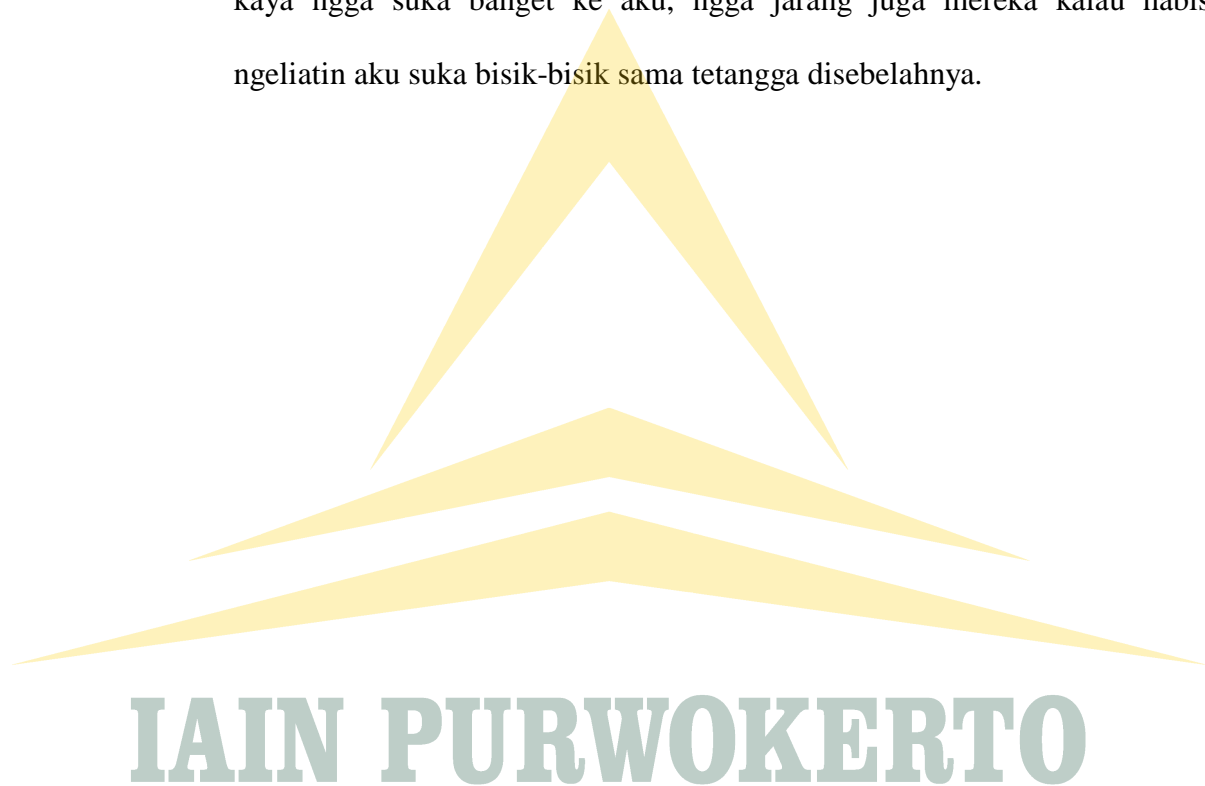 kaya ngga suka banget ke aku, ngga jarang juga mereka kalau habis
ngeliatin aku suka bisik-bisik sama tetangga disebelahnya.
IAIN PURWOKERTO